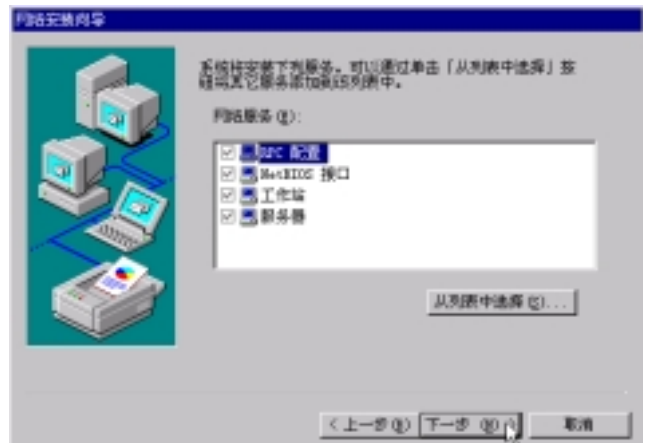 网络安装向导
系统将安装下列服务。可以通过单击「从列表中选择」按
钮将其它服务添加到该列表中。
网络服务(E):
RPC 配置
NetBIOS 接口
工作站
服务器
从列表中选择(S)...
<上一步(B)
下一步(N)>
取消